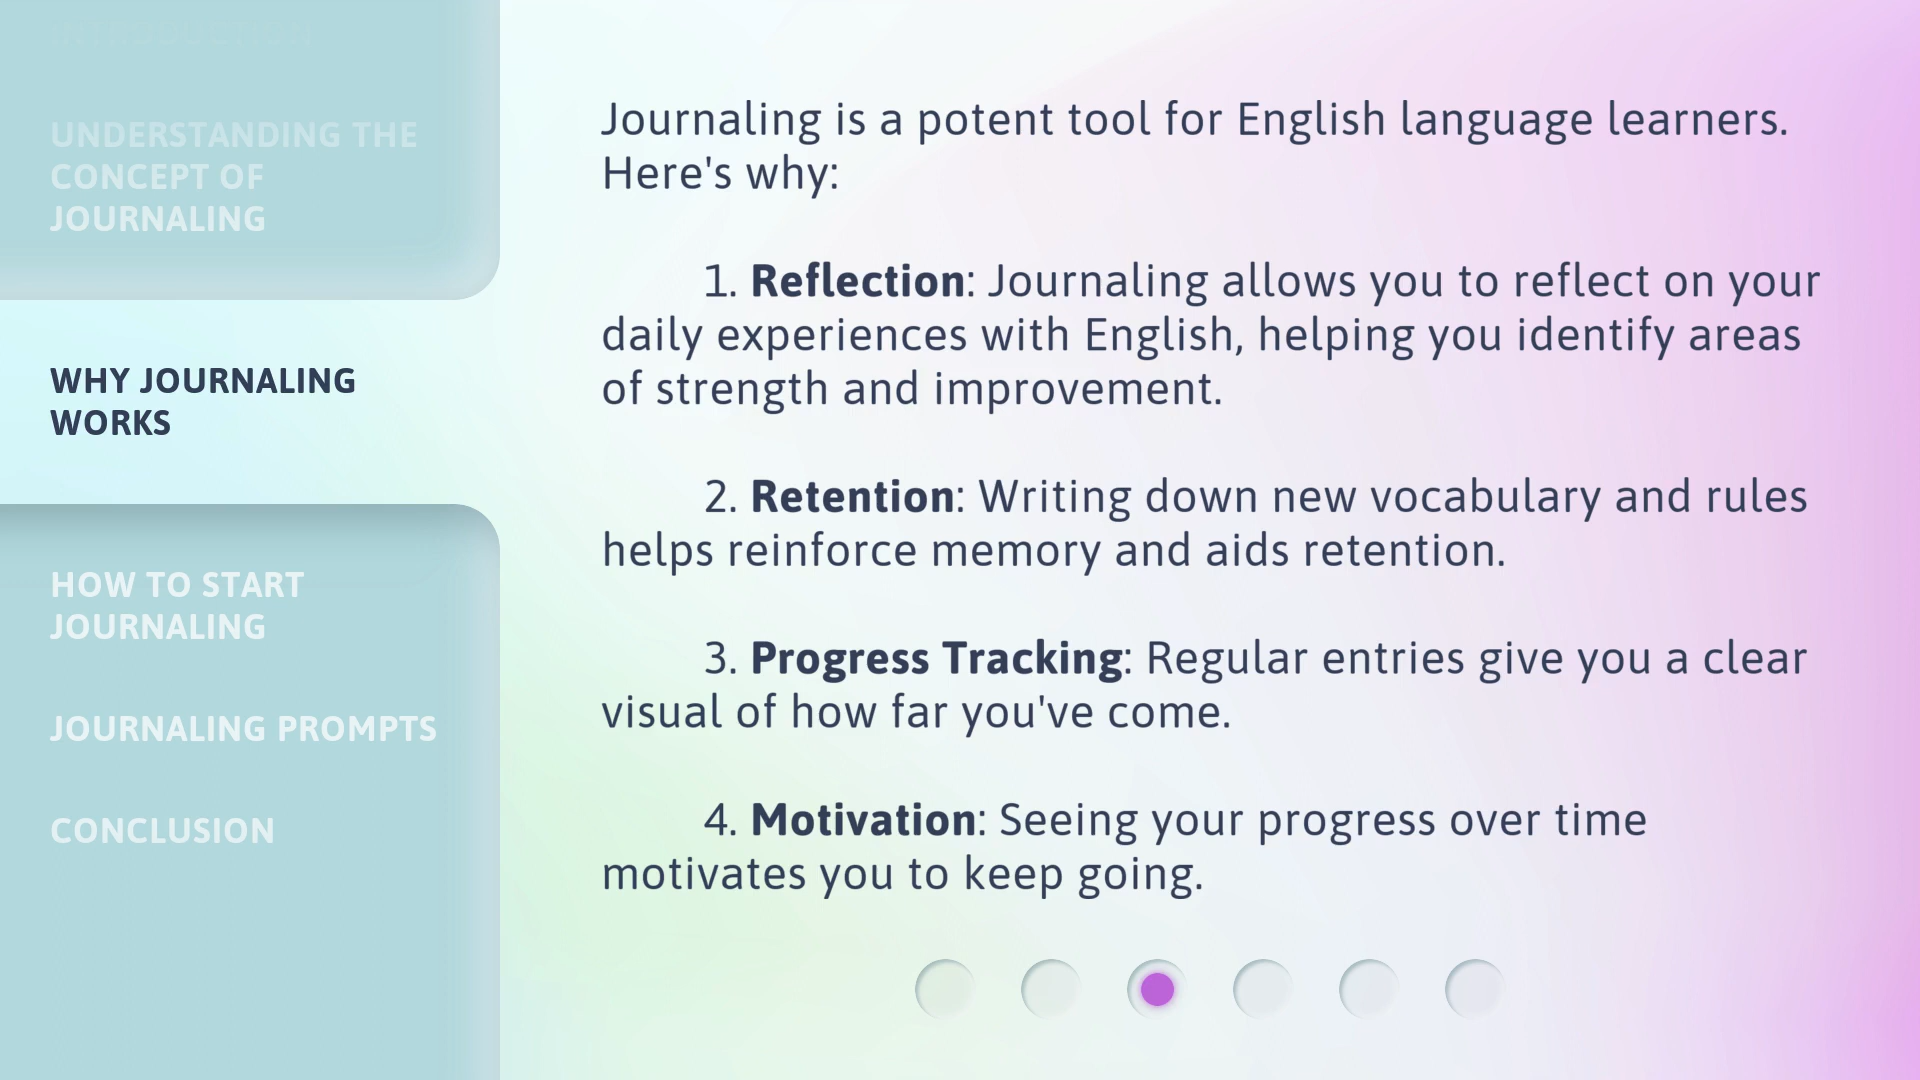 INTRODUCTION
UNDERSTANDING THE
CONCEPT OF
JOURNALING
WHY JOURNALING
WORKS
HOW TO START
JOURNALING
JOURNALING PROMPTS
CONCLUSION
Journaling is a potent tool for English language learners.
Here's why:
1. Reflection: Journaling allows you to reflect on your
daily experiences with English, helping you identify areas
of strength and improvement.
2. Retention: Writing down new vocabulary and rules
helps reinforce memory and aids retention.
3. Progress Tracking: Regular entries give you a clear
visual of how far you've come.
4. Motivation: Seeing your progress over time
motivates you to keep going.